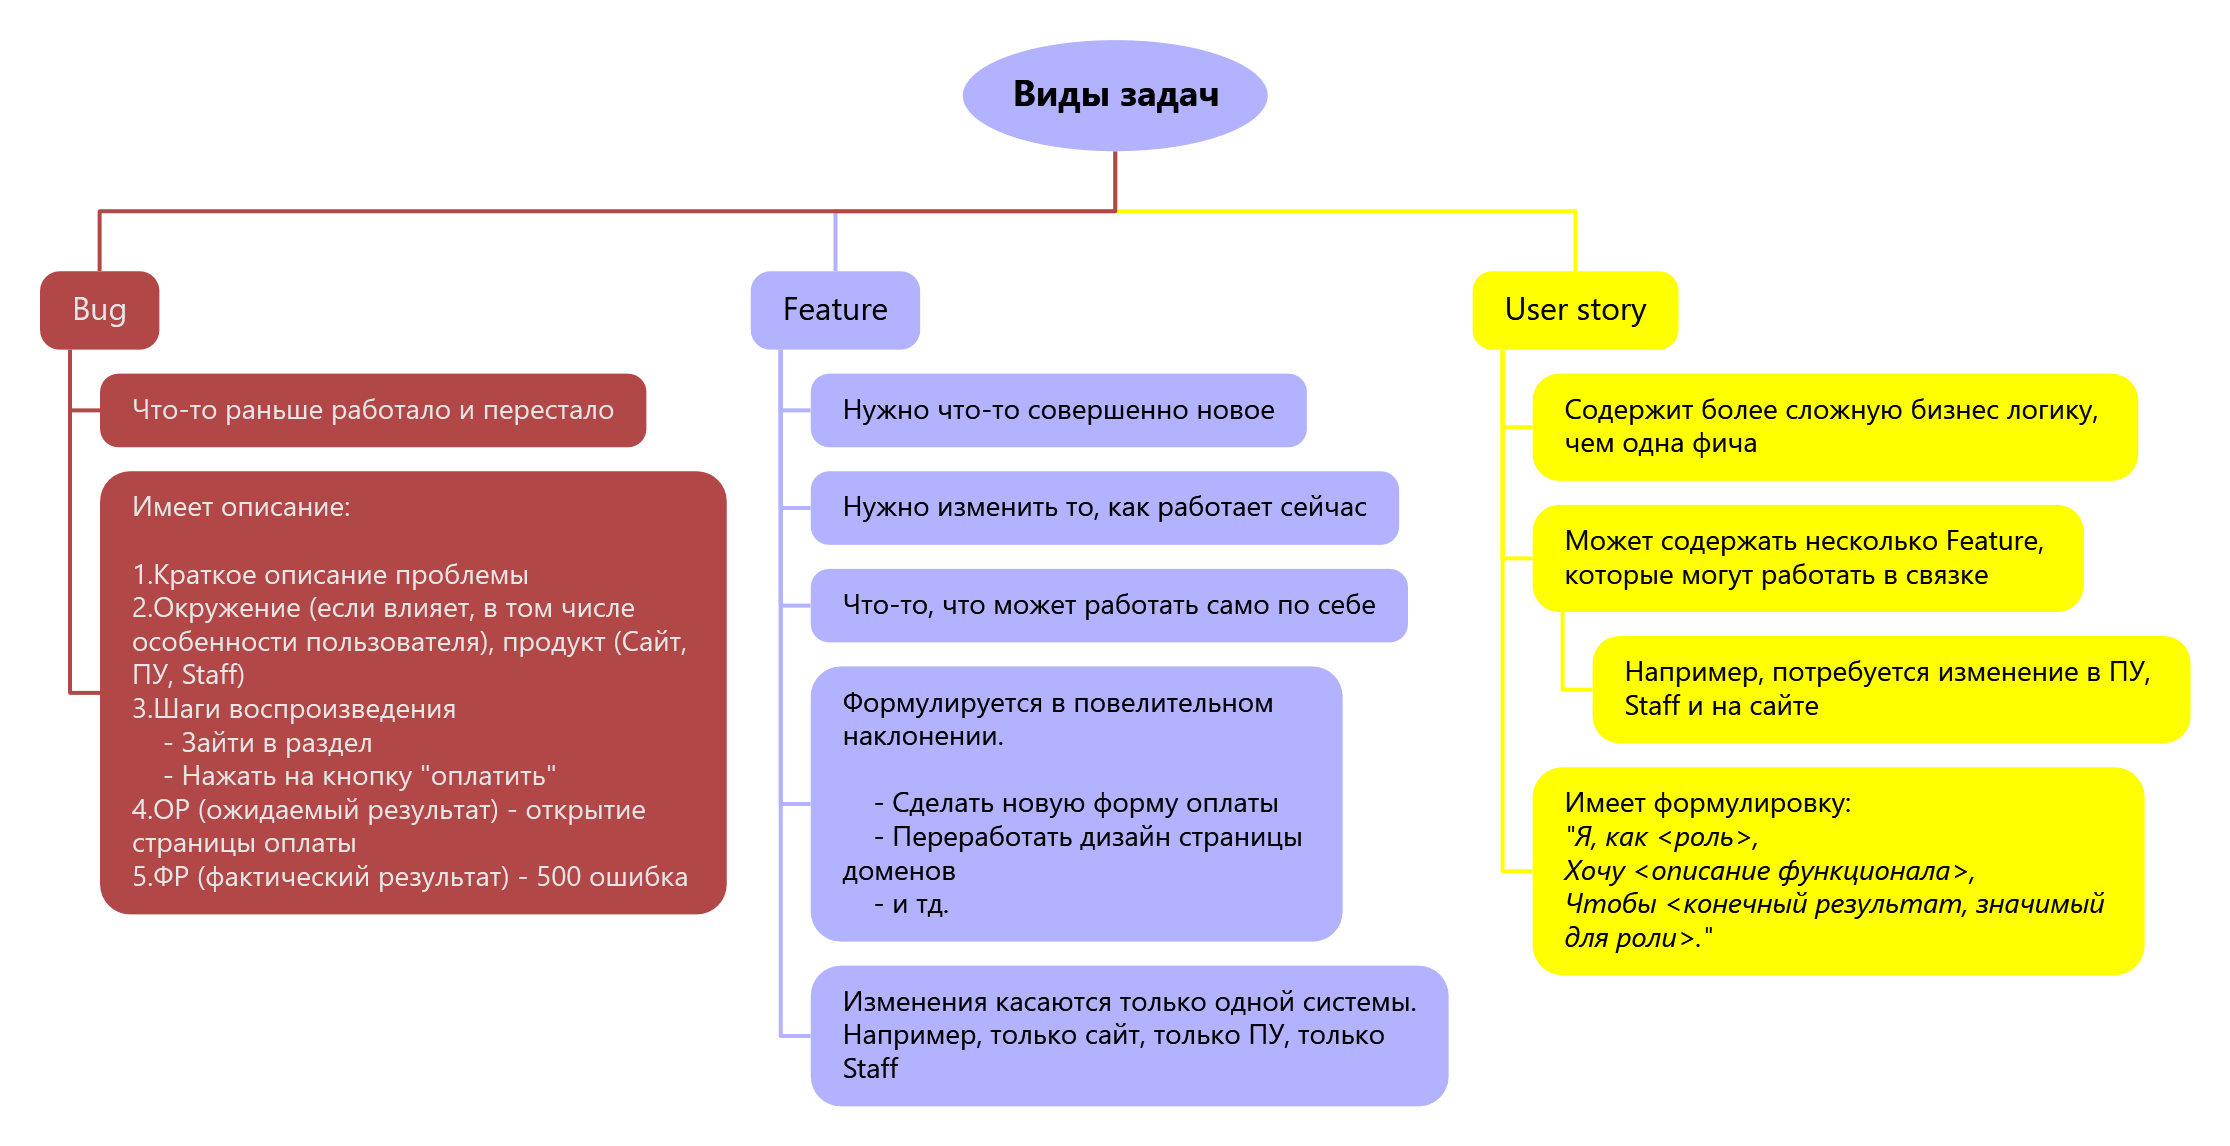 Виды задач
Bug
Что-то раньше работало и перестало
Имеет описание:
1.Краткое описание проблемы
2.Окружение (если влияет, в том числе
особенности пользователя), продукт (Сайт,
ПУ, Staff)
3.Шаги воспроизведения
- Зайти в раздел
- Нажать на кнопку "оплатить"
4.ОР (ожидаемый результат) - открытие
страницы оплаты
5.ФР (фактический результат) - 500 ошибка
Feature
Нужно что-то совершенно новое
Нужно изменить то, как работает сейчас
Что-то, что может работать само по себе
Формулируется в повелительном
наклонении.
- Сделать новую форму оплаты
- Переработать дизайн страницы
доменов
- и тд.
Изменения касаются только одной системы.
Например, только сайт, только ПУ, только
Staff
User story
Содержит более сложную бизнес логику,
чем одна фича
Может содержать несколько Feature,
которые могут работать в связке
Например, потребуется изменение в ПУ,
Staff и на сайте
Имеет формулировку:
"Я, как <роль>,
Хочу <описание функционала>,
Чтобы <конечный результат, значимый
для роли>."